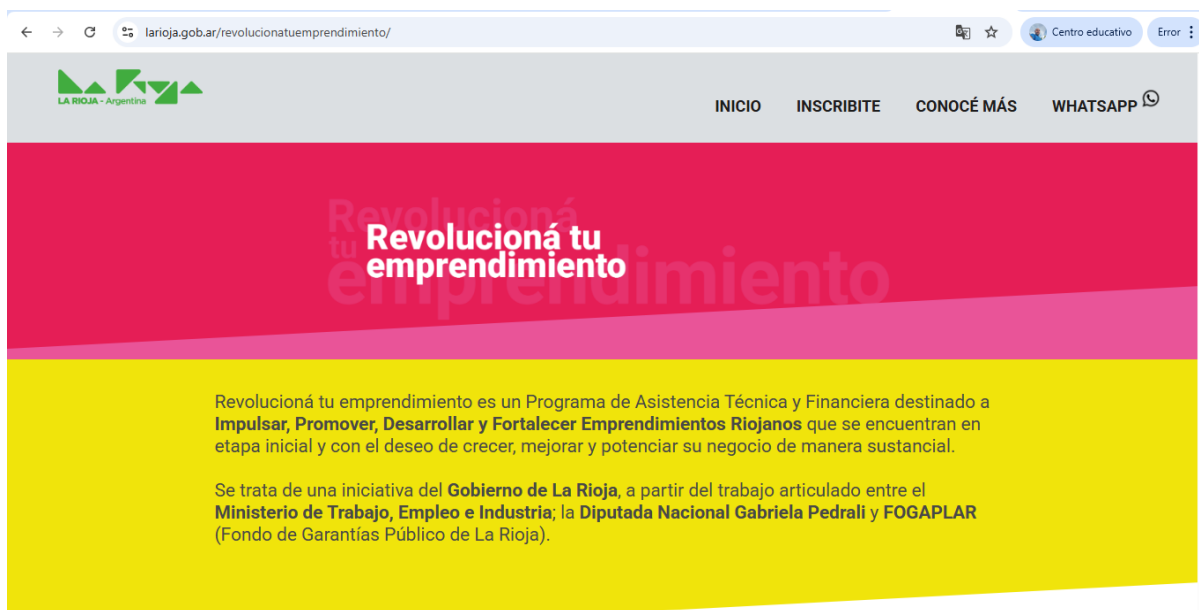 larioja.gob.ar/revolucionatuemprendimiento/
Centro educativo
Error
LA RIOJA
LA RIOJA - Argentina
INICIO
INSCRIBITE
CONOCÉ MÁS
WHATSAPP
Revolucioná
tu
emprendimiento
Revolucioná tu
emprendimiento
Revolucioná tu emprendimiento es un Programa de Asistencia Técnica y Financiera destinado a
Impulsar, Promover, Desarrollar y Fortalecer Emprendimientos Riojanos que se encuentran en
etapa inicial y con el deseo de crecer, mejorar y potenciar su negocio de manera sustancial.
Se trata de una iniciativa del Gobierno de La Rioja, a partir del trabajo articulado entre el
Ministerio de Trabajo, Empleo e Industria; la Diputada Nacional Gabriela Pedrali y FOGAPLAR
(Fondo de Garantías Público de La Rioja).